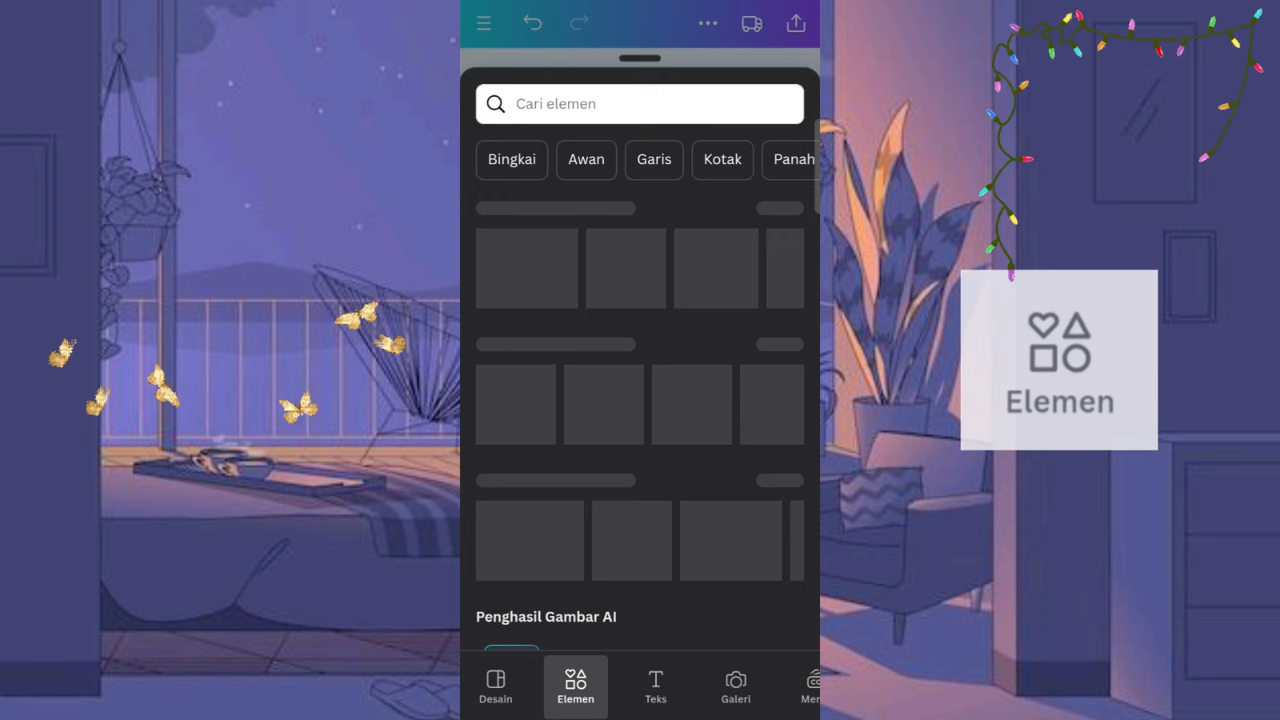 Cari elemen
Bingkai Awan Garis Kotak Panah
Elemen
Penghasil Gambar AI
Desain Elemen Teks Galeri